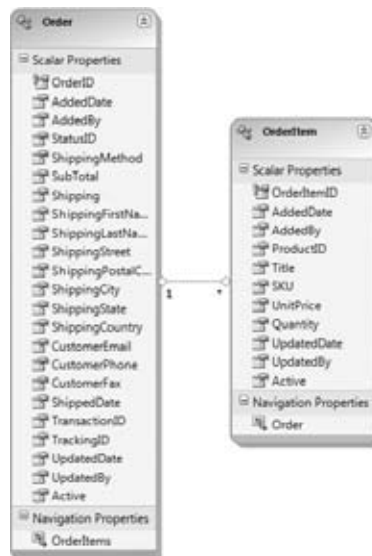 Order
Scalar Properties
OrderID
AddedDate
AddedBy
StatusID
ShippingMethod
SubTotal
Shipping
ShippingFirstNa...
ShippingLastNa...
ShippingStreet
ShippingPostalC...
ShippingCity
ShippingState
ShippingCountry
CustomerEmail
CustomerPhone
CustomerFax
ShippedDate
TransactionID
TrackingID
UpdatedDate
UpdatedBy
Active
Navigation Properties
OrderItems
1
*
OrderItem
Scalar Properties
OrderItemID
AddedDate
AddedBy
ProductID
Title
SKU
UnitPrice
Quantity
UpdatedDate
UpdatedBy
Active
Navigation Properties
Order